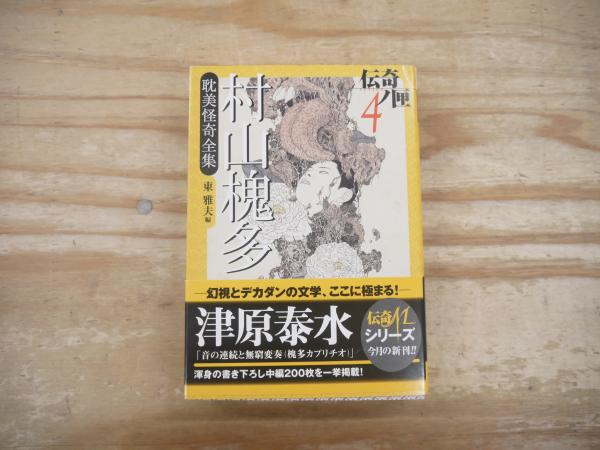 伝奇ノ匣
4
村山槐多
耽美怪奇全集
東 雅夫 編
―幻視とデカダンの文学、ここに極まる!―
津原泰水
「音の連続と無窮変奏(槐多カプリチオ)」
渾身の書き下ろし中編200枚を一挙掲載!
伝奇M
シリーズ
今月の新刊!!